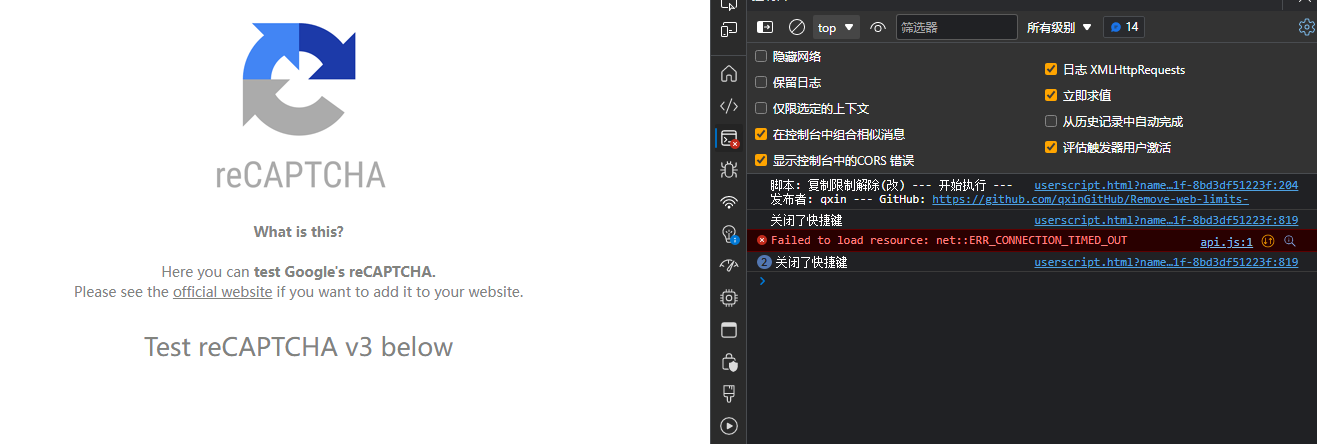 reCAPTCHA
What is this?
Here you can test Google's reCAPTCHA.
Please see the official website if you want to add it to your website.
Test reCAPTCHA v3 below
top
筛选器
所有级别
14
隐藏网络
保留日志
仅限选定的上下文
在控制台中组合相似消息
显示控制台中的CORS 错误
日志 XMLHttpRequests
立即求值
从历史记录中自动完成
评估触发器用户激活
脚本: 复制限制解除(改) --- 开始执行 --- userscript.html?name…1f-8bd3df51223f:204
发布者: qxin --- GitHub: https://github.com/qxinGitHub/Remove-web-limits-
关闭了快捷键 userscript.html?name…1f-8bd3df51223f:819
Failed to load resource: net::ERR_CONNECTION_TIMED_OUT api.js:1
2 关闭了快捷键 userscript.html?name…1f-8bd3df51223f:819